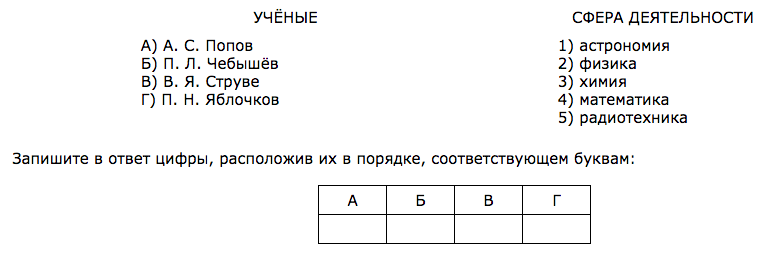 УЧЁНЫЕ СФЕРА ДЕЯТЕЛЬНОСТИ
А) А. С. Попов 1) астрономия
Б) П. Л. Чебышёв 2) физика
В) В. Я. Струве 3) химия
Г) П. Н. Яблочков 4) математика
5) радиотехника
Запишите в ответ цифры, расположив их в порядке, соответствующем буквам:
А Б В Г